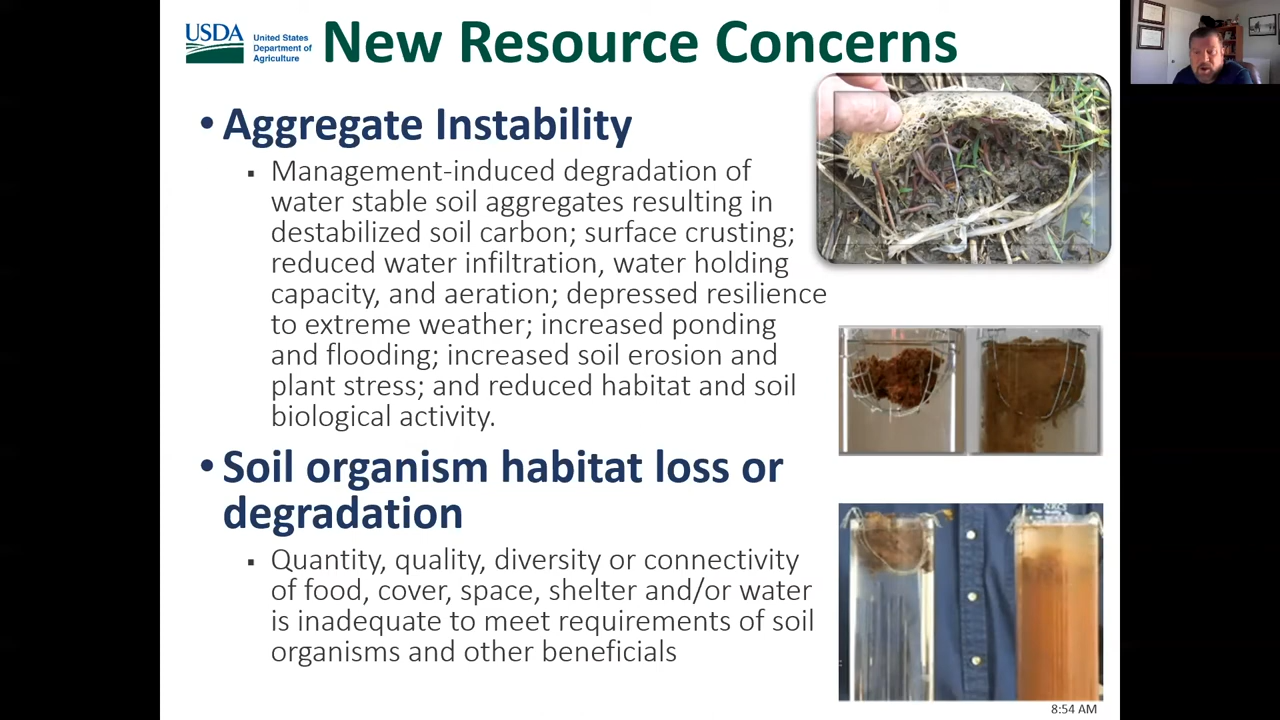 USDA
United States
Department of
Agriculture
New Resource Concerns
• Aggregate Instability
▪ Management-induced degradation of
water stable soil aggregates resulting in
destabilized soil carbon; surface crusting;
reduced water infiltration, water holding
capacity, and aeration; depressed resilience
to extreme weather; increased ponding
and flooding; increased soil erosion and
plant stress; and reduced habitat and soil
biological activity.
• Soil organism habitat loss or
degradation
▪ Quantity, quality, diversity or connectivity
of food, cover, space, shelter and/or water
is inadequate to meet requirements of soil
organisms and other beneficials
8:54 AM